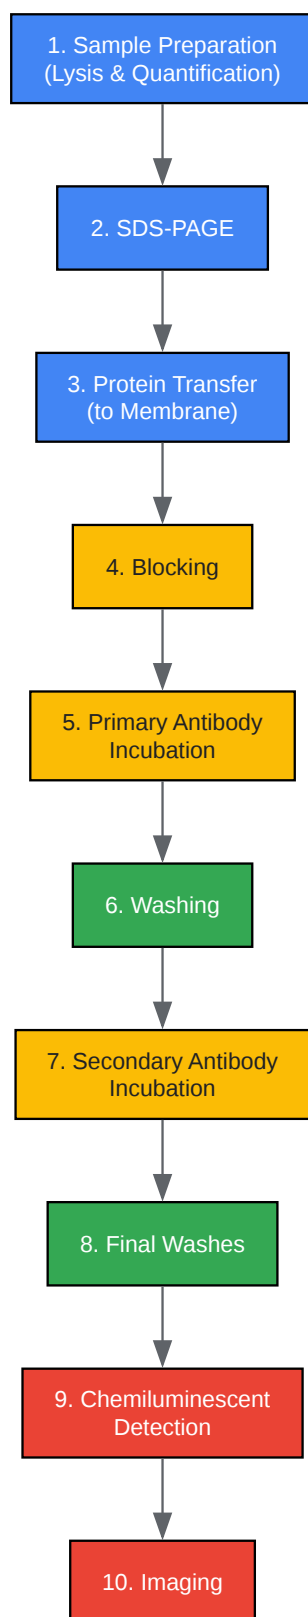 1. Sample Preparation
(Lysis & Quantification)
2. SDS-PAGE
3. Protein Transfer
(to Membrane)
4. Blocking
5. Primary Antibody
Incubation
6. Washing
7. Secondary Antibody
Incubation
8. Final Washes
9. Chemiluminescent
Detection
10. Imaging